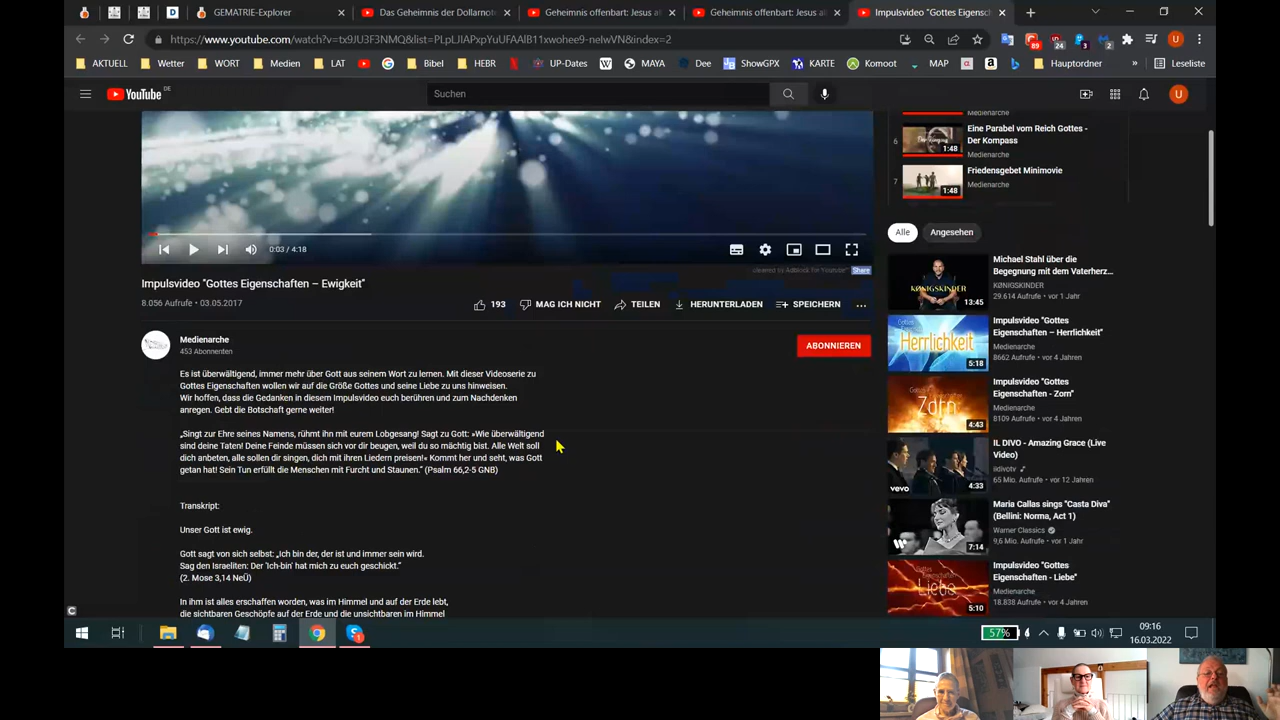 GEMATRIE-Explorer
Das Geheimnis der Dollarnot
Geheimnis offenbart: Jesus al
Geheimnis offenbart: Jesus al
Impulsvideo "Gottes Eigensch
https://www.youtube.com/watch?v=tx9JU3F3NMQ&list=PLpLJIAPxpYuUFAAlB11xwohee9-neIwVN&index=2
89
24
3
2
U
AKTUELL
Wetter
WORT
Medien
LAT
Bibel
HEBR
UP-Dates
MAYA
Dee
ShowGPX
KARTE
Komoot
MAP
Hauptordner
»
Leseliste
YouTube DE
Suchen
U
Medienarche
6
Eine Parabel vom Reich Gottes -
Der Kompass
Medienarche
1:48
7
Friedensgebet Minimovie
Medienarche
1:48
0:03 / 4:18
Share
Alle
Angesehen
Impulsvideo "Gottes Eigenschaften – Ewigkeit"
8.056 Aufrufe • 03.05.2017
193
MAG ICH NICHT
TEILEN
HERUNTERLADEN
SPEICHERN
Medienarche
453 Abonnenten
ABONNIEREN
Es ist überwältigend, immer mehr über Gott aus seinem Wort zu lernen. Mit dieser Videoserie zu
Gottes Eigenschaften wollen wir auf die Größe Gottes und seine Liebe zu uns hinweisen.
Wir hoffen, dass die Gedanken in diesem Impulsvideo euch berühren und zum Nachdenken
anregen. Gebt die Botschaft gerne weiter!
„Singt zur Ehre seines Namens, rühmt ihn mit eurem Lobgesang! Sagt zu Gott: »Wie überwältigend
sind deine Taten! Deine Feinde müssen sich vor dir beugen, weil du so mächtig bist. Alle Welt soll
dich anbeten, alle sollen dir singen, dich mit ihren Liedern preisen!« Kommt her und seht, was Gott
getan hat! Sein Tun erfüllt die Menschen mit Furcht und Staunen.“ (Psalm 66,2-5 GNB)
Transkript:
Unser Gott ist ewig.
Gott sagt von sich selbst: „Ich bin der, der ist und immer sein wird.
Sag den Israeliten: Der 'Ich-bin' hat mich zu euch geschickt.“
(2. Mose 3,14 NeÜ)
In ihm ist alles erschaffen worden, was im Himmel und auf der Erde lebt,
die sichtbaren Geschöpfe auf der Erde und die unsichtbaren im Himmel
KØNIGSKINDER
13:45
Michael Stahl über die
Begegnung mit dem Vaterherz...
KØNIGSKINDER
29.614 Aufrufe • vor 1 Jahr
Herrlichkeit
5:18
Impulsvideo "Gottes
Eigenschaften – Herrlichkeit"
Medienarche
8662 Aufrufe • vor 4 Jahren
Zorn
4:43
Impulsvideo "Gottes
Eigenschaften - Zorn"
Medienarche
8109 Aufrufe • vor 4 Jahren
vevo
4:33
IL DIVO - Amazing Grace (Live
Video)
ildivotv
65 Mio. Aufrufe • vor 12 Jahren
7:14
Maria Callas sings "Casta Diva"
(Bellini: Norma, Act 1)
Warner Classics
9,6 Mio. Aufrufe • vor 1 Jahr
Liebe
5:10
Impulsvideo "Gottes
Eigenschaften - Liebe"
Medienarche
18.838 Aufrufe • vor 4 Jahren
57%
09:16
16.03.2022